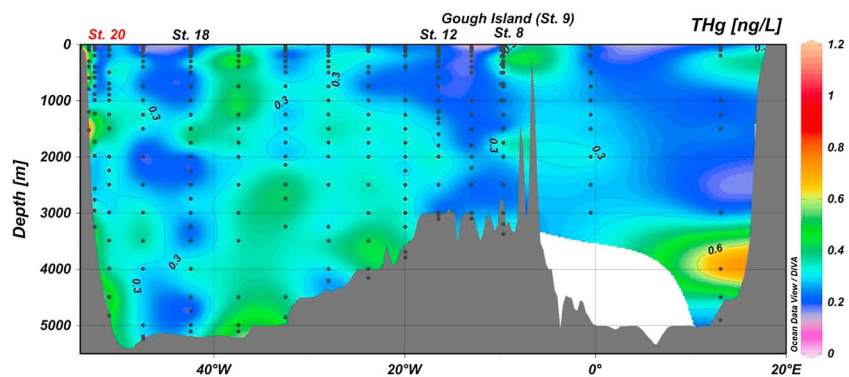 Gough Island (St. 9)
THg [ng/L]
St. 20
St. 18
St. 12
St. 8
0
1000
2000
3000
4000
5000
Depth [m]
0.3
0.3
0.3
0.3
0.3
0.3
0.3
0.3
0.6
0.3
40°W
20°W
0°
20°E
Ocean Data View / DIVA
1.2
1
0.8
0.6
0.4
0.2
0